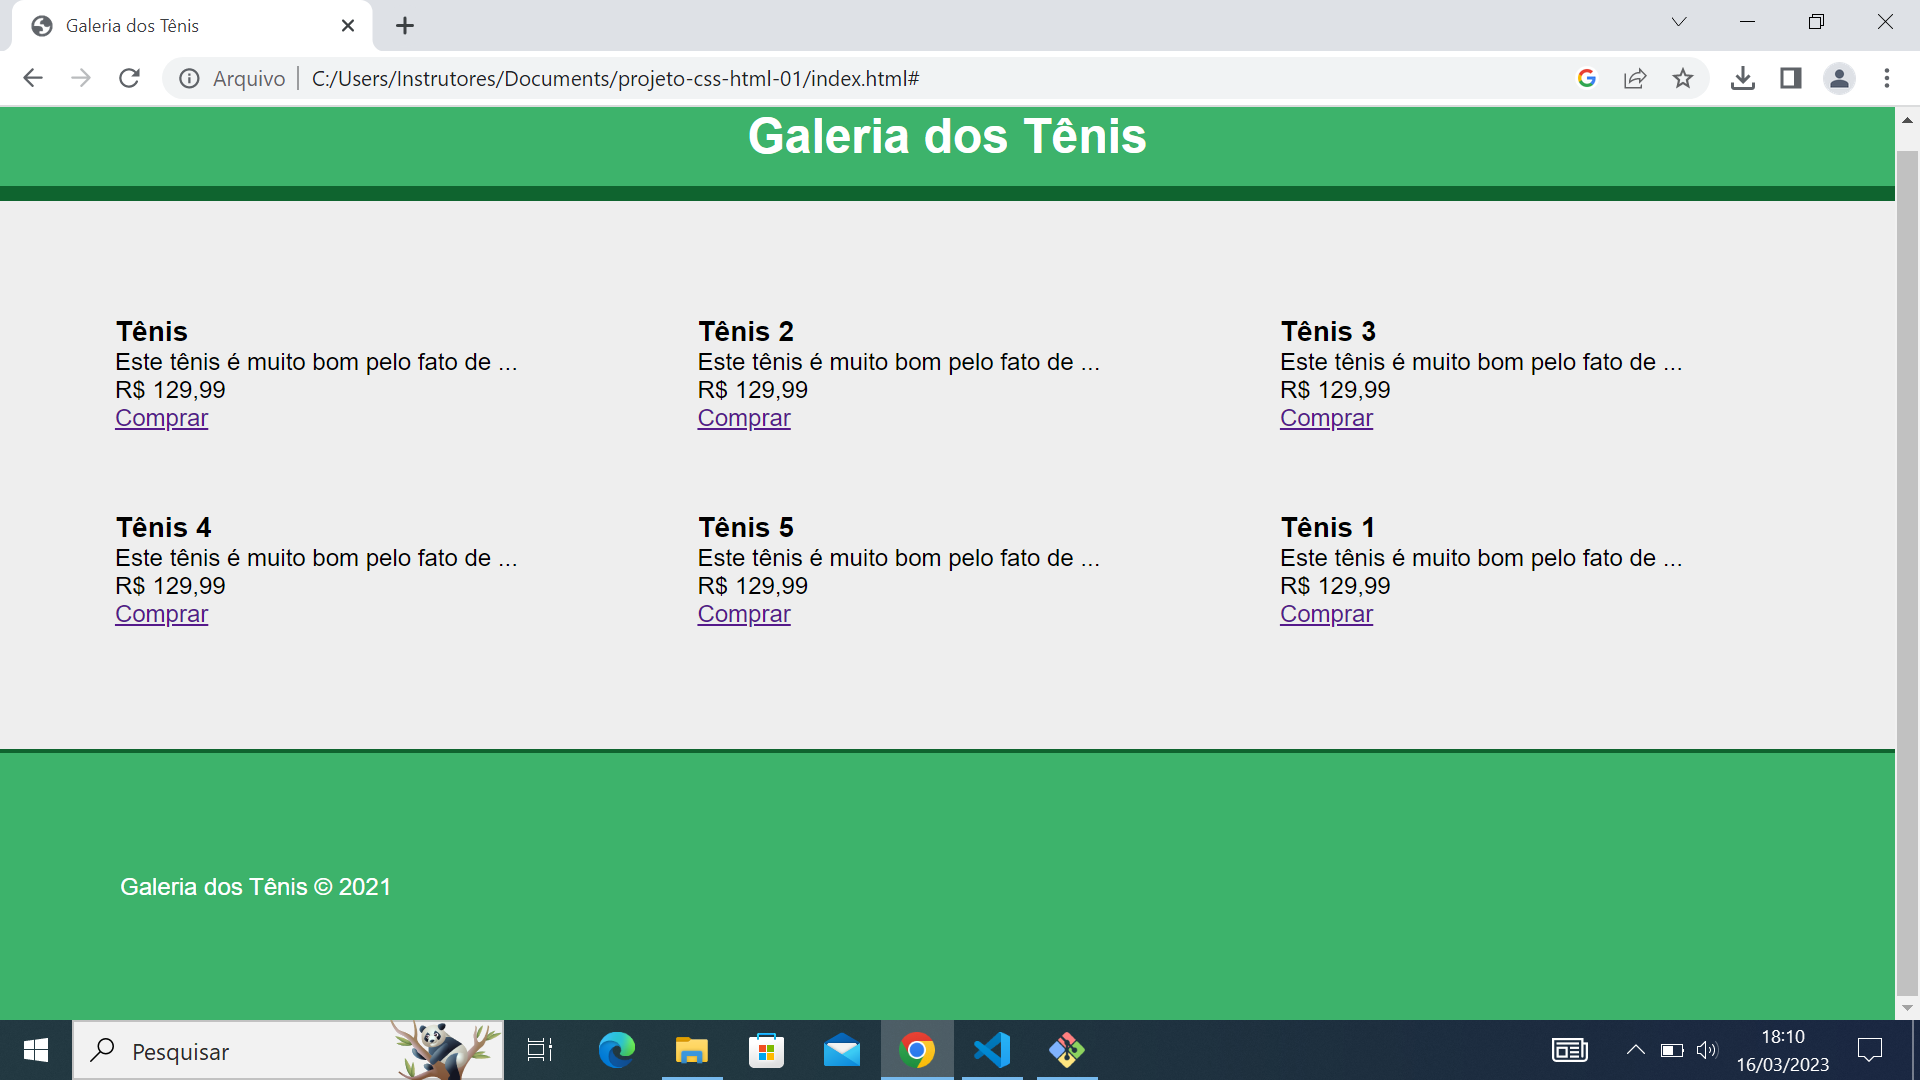 Galeria dos Tênis
Arquivo
C:/Users/Instrutores/Documents/projeto-css-html-01/index.html#
Galeria dos Tênis
Tênis
Este tênis é muito bom pelo fato de ...
R$ 129,99
Comprar
Tênis 2
Este tênis é muito bom pelo fato de ...
R$ 129,99
Comprar
Tênis 3
Este tênis é muito bom pelo fato de ...
R$ 129,99
Comprar
Tênis 4
Este tênis é muito bom pelo fato de ...
R$ 129,99
Comprar
Tênis 5
Este tênis é muito bom pelo fato de ...
R$ 129,99
Comprar
Tênis 1
Este tênis é muito bom pelo fato de ...
R$ 129,99
Comprar
Galeria dos Tênis © 2021
Pesquisar
18:10
16/03/2023